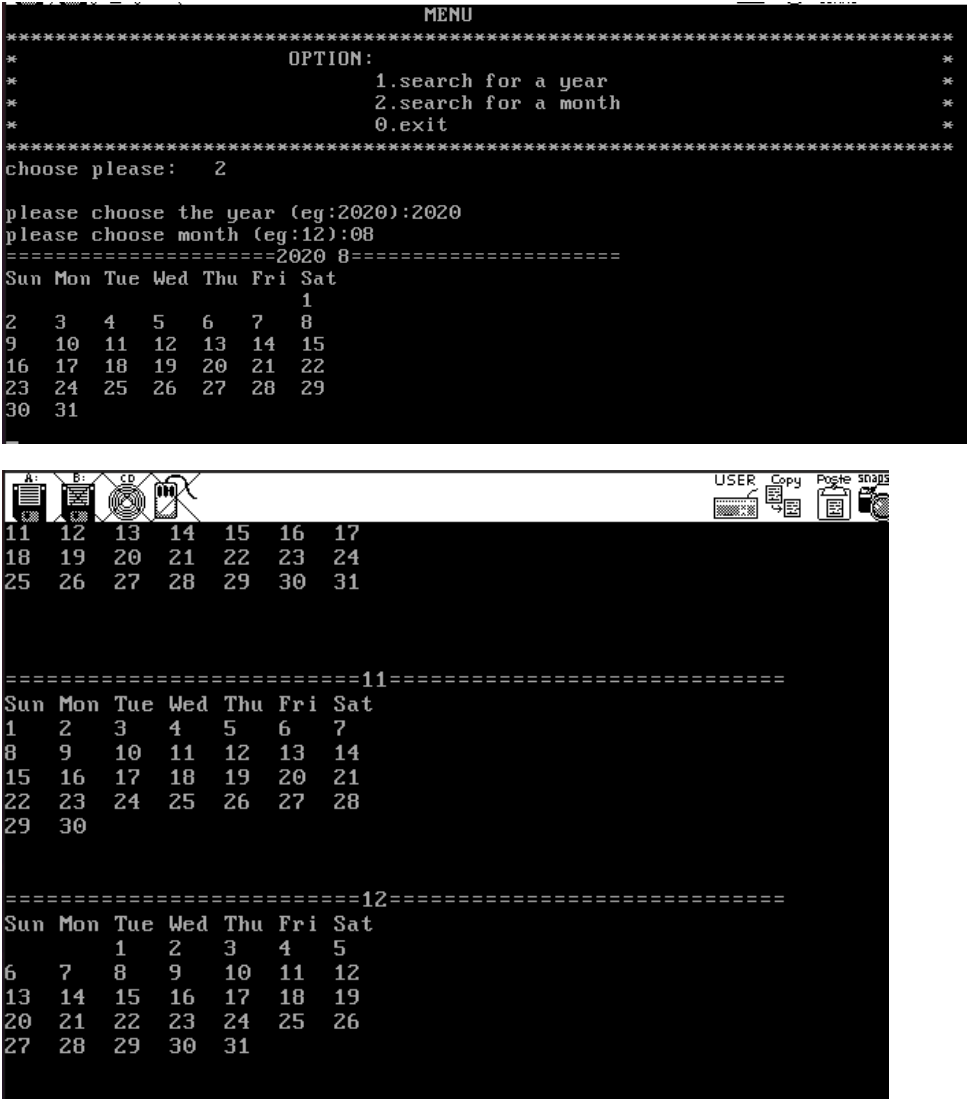 MENU
*****************************************************************************
* OPTION: *
* 1.search for a year *
* 2.search for a month *
* 0.exit *
*****************************************************************************
choose please: 2
please choose the year (eg:2020):2020
please choose month (eg:12):08
======================2020 8======================
Sun Mon Tue Wed Thu Fri Sat
1
2 3 4 5 6 7 8
9 10 11 12 13 14 15
16 17 18 19 20 21 22
23 24 25 26 27 28 29
30 31
A: B: CD USER Copy Paste snaps
11 12 13 14 15 16 17
18 19 20 21 22 23 24
25 26 27 28 29 30 31
==========================11=============================
Sun Mon Tue Wed Thu Fri Sat
1 2 3 4 5 6 7
8 9 10 11 12 13 14
15 16 17 18 19 20 21
22 23 24 25 26 27 28
29 30
==========================12=============================
Sun Mon Tue Wed Thu Fri Sat
1 2 3 4 5
6 7 8 9 10 11 12
13 14 15 16 17 18 19
20 21 22 23 24 25 26
27 28 29 30 31